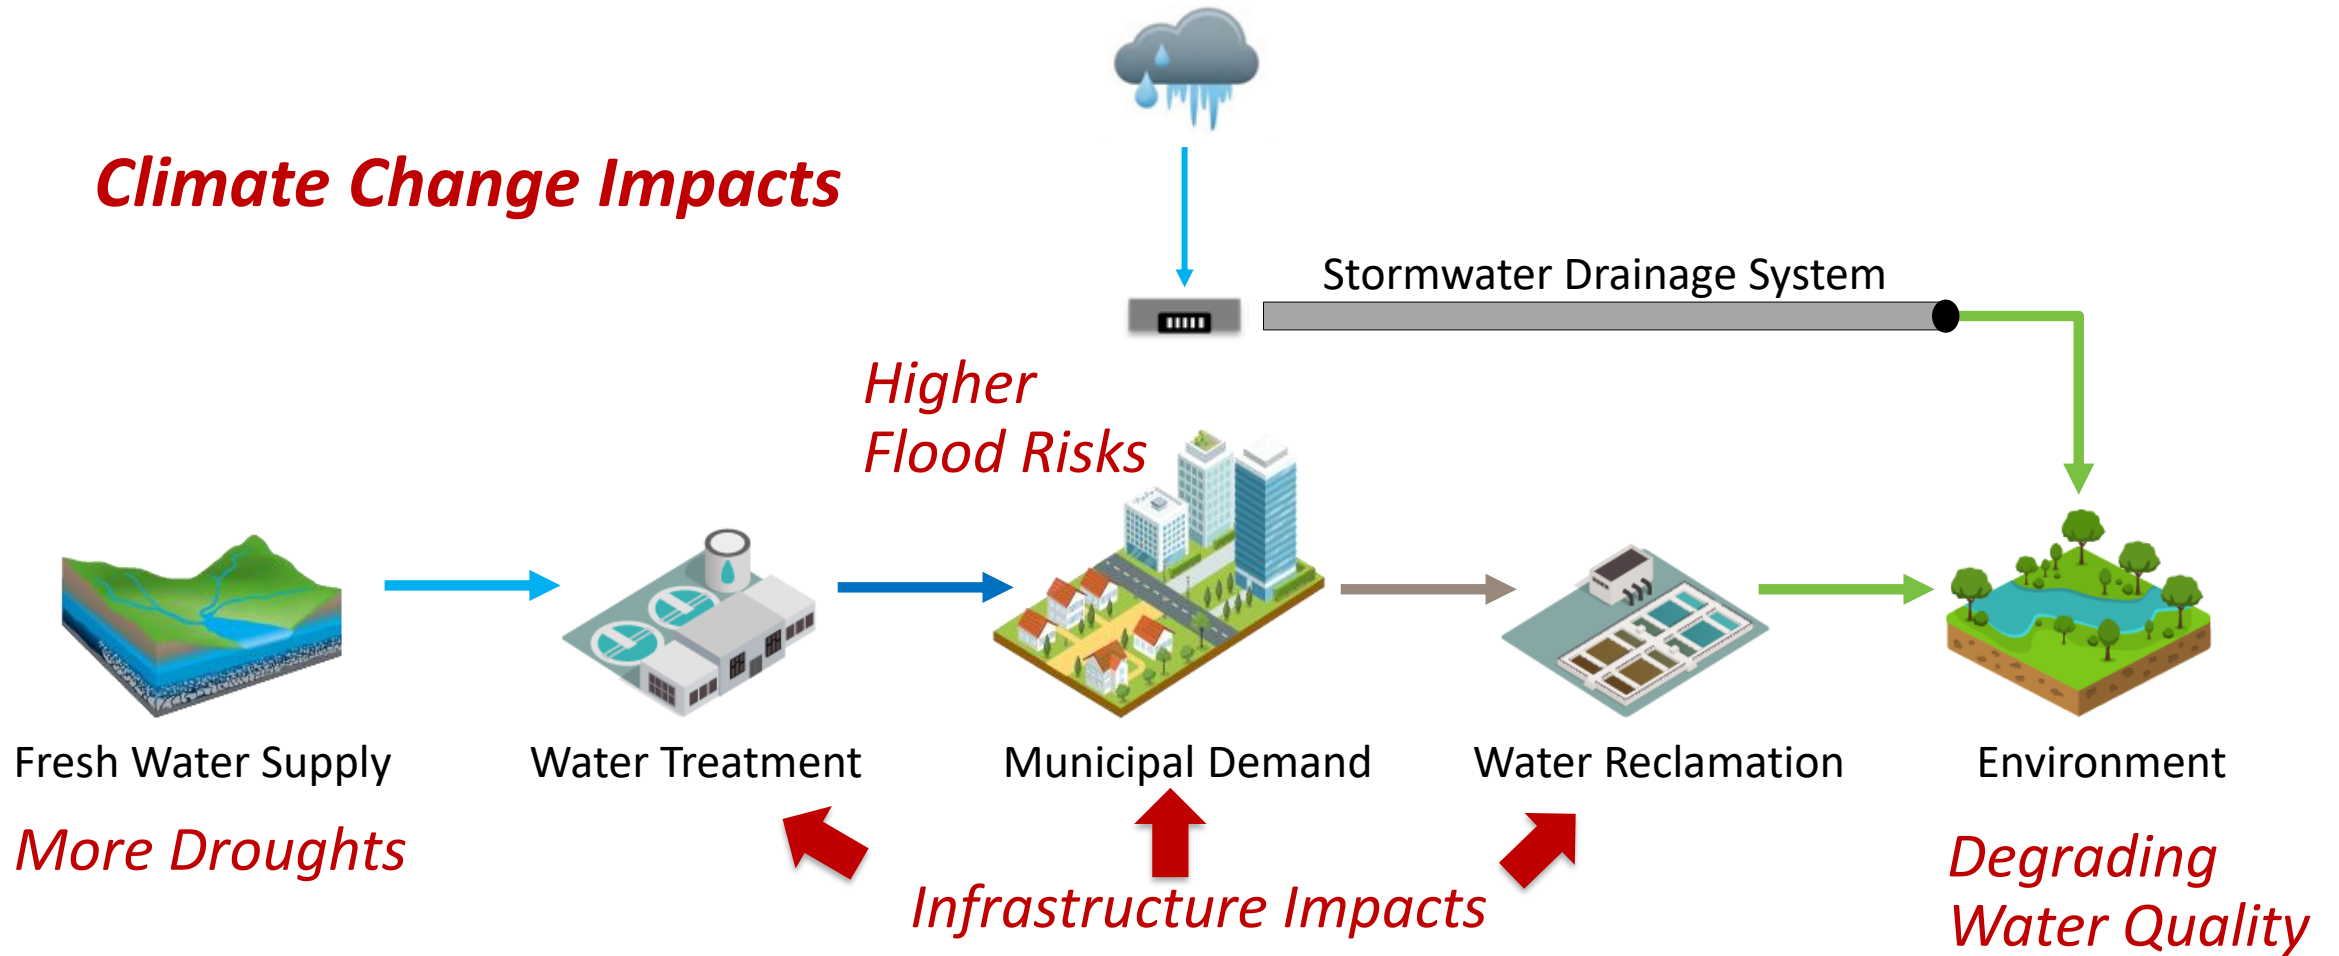 Climate Change Impacts
Stormwater Drainage System
Higher
Flood Risks
Fresh Water Supply
Water Treatment
Municipal Demand
Water Reclamation
Environment
More Droughts
Infrastructure Impacts
Degrading
Water Quality